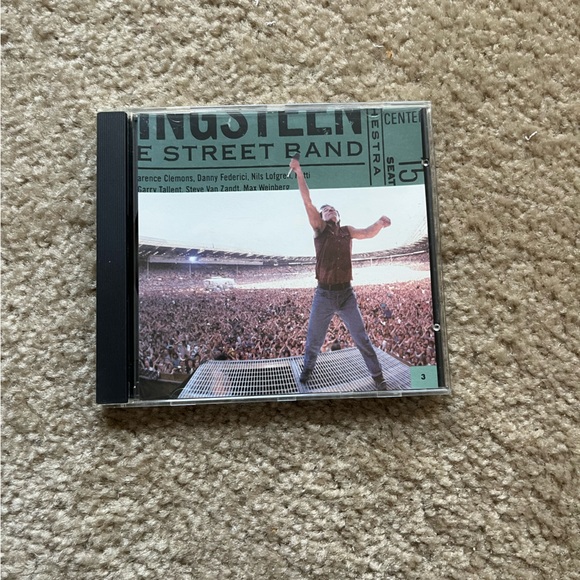 INGSTEEN
E STREET BAND
arence Clemons, Danny Federici, Nils Lofgren, Patti
Garry Tallent, Steve Van Zandt, Max Weinberg
HESTRA
CENTE
SEAT
15
3